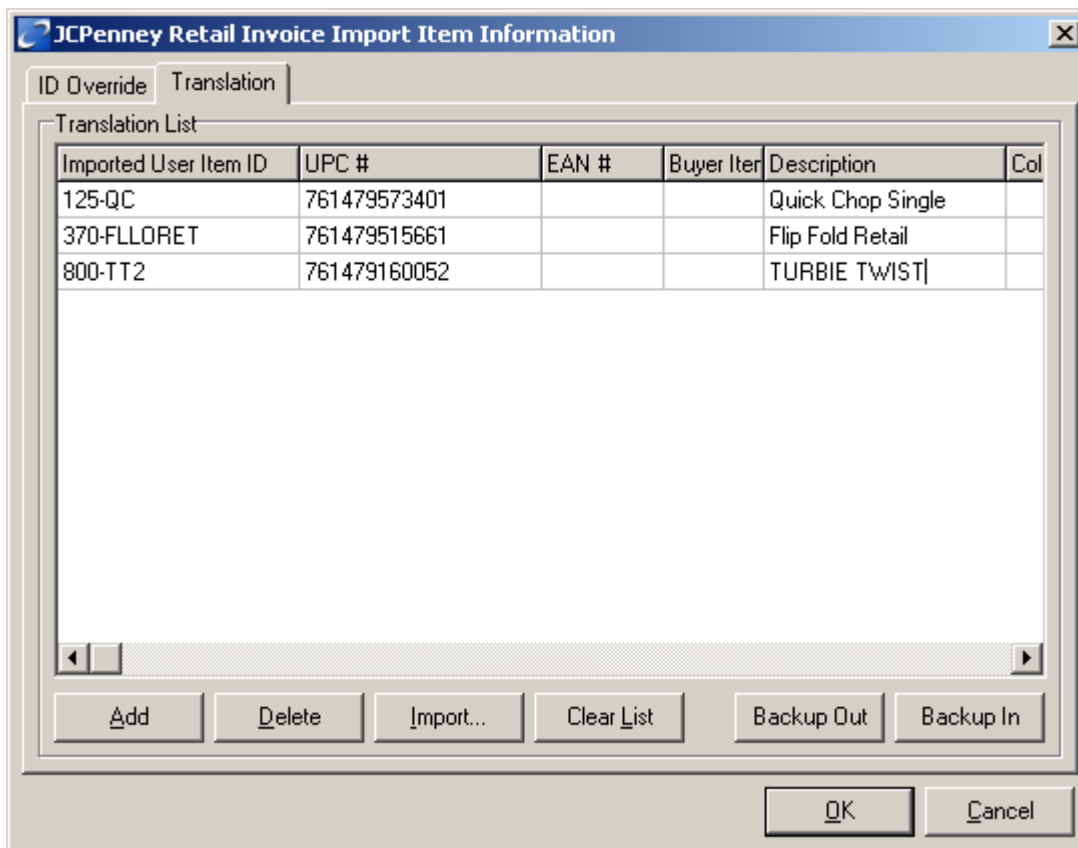 JCPenney Retail Invoice Import Item Information
ID Override Translation
Translation List
Imported User Item ID UPC # EAN # Buyer Iter Description Col
125-QC 761479573401 Quick Chop Single
370-FLLORET 761479515661 Flip Fold Retail
800-TT2 761479160052 TURBIE TWIST
Add Delete Import... Clear List Backup Out Backup In
OK Cancel